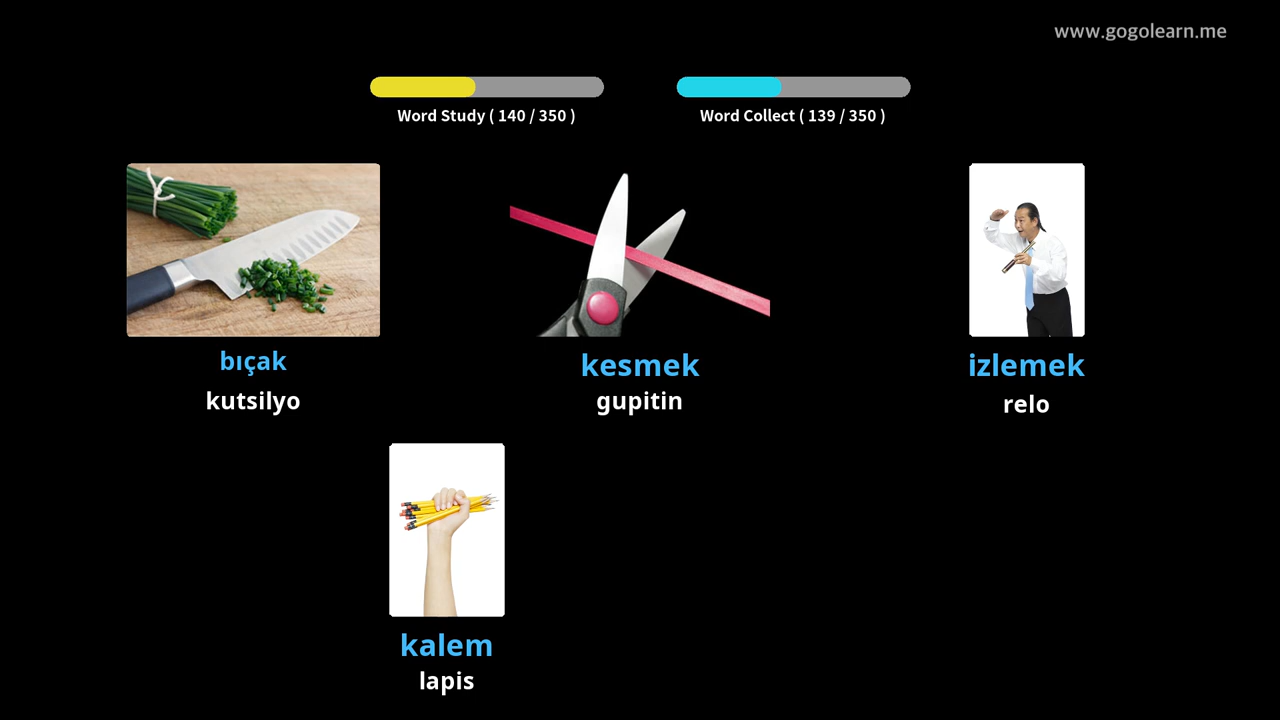 www.gogolearn.me
Word Study ( 140 / 350 )
Word Collect ( 139 / 350 )
bıçak
kutsilyo
kesmek
gupitin
izlemek
relo
kalem
lapis